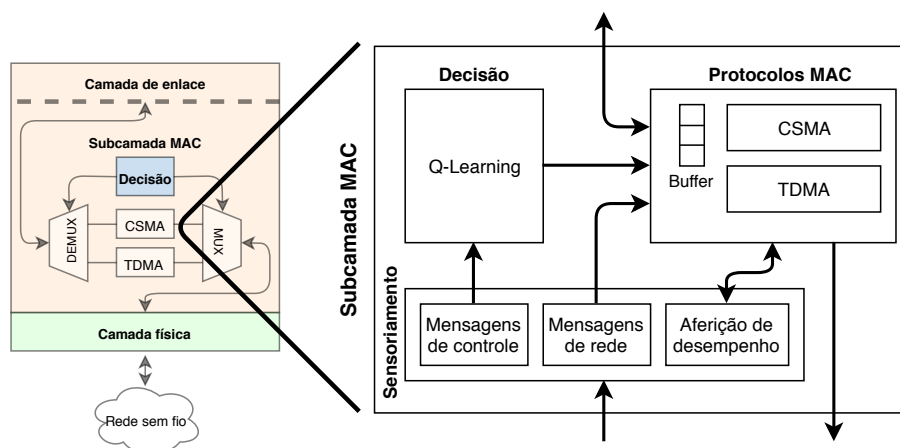 Camada de enlace
Subcamada MAC
Decisão
DEMUX
CSMA
TDMA
MUX
Camada física
Rede sem fio
Subcamada MAC
Decisão
Q-Learning
Protocolos MAC
Buffer
CSMA
TDMA
Sensoriamento
Mensagens
de controle
Mensagens
de rede
Aferição de
desempenho